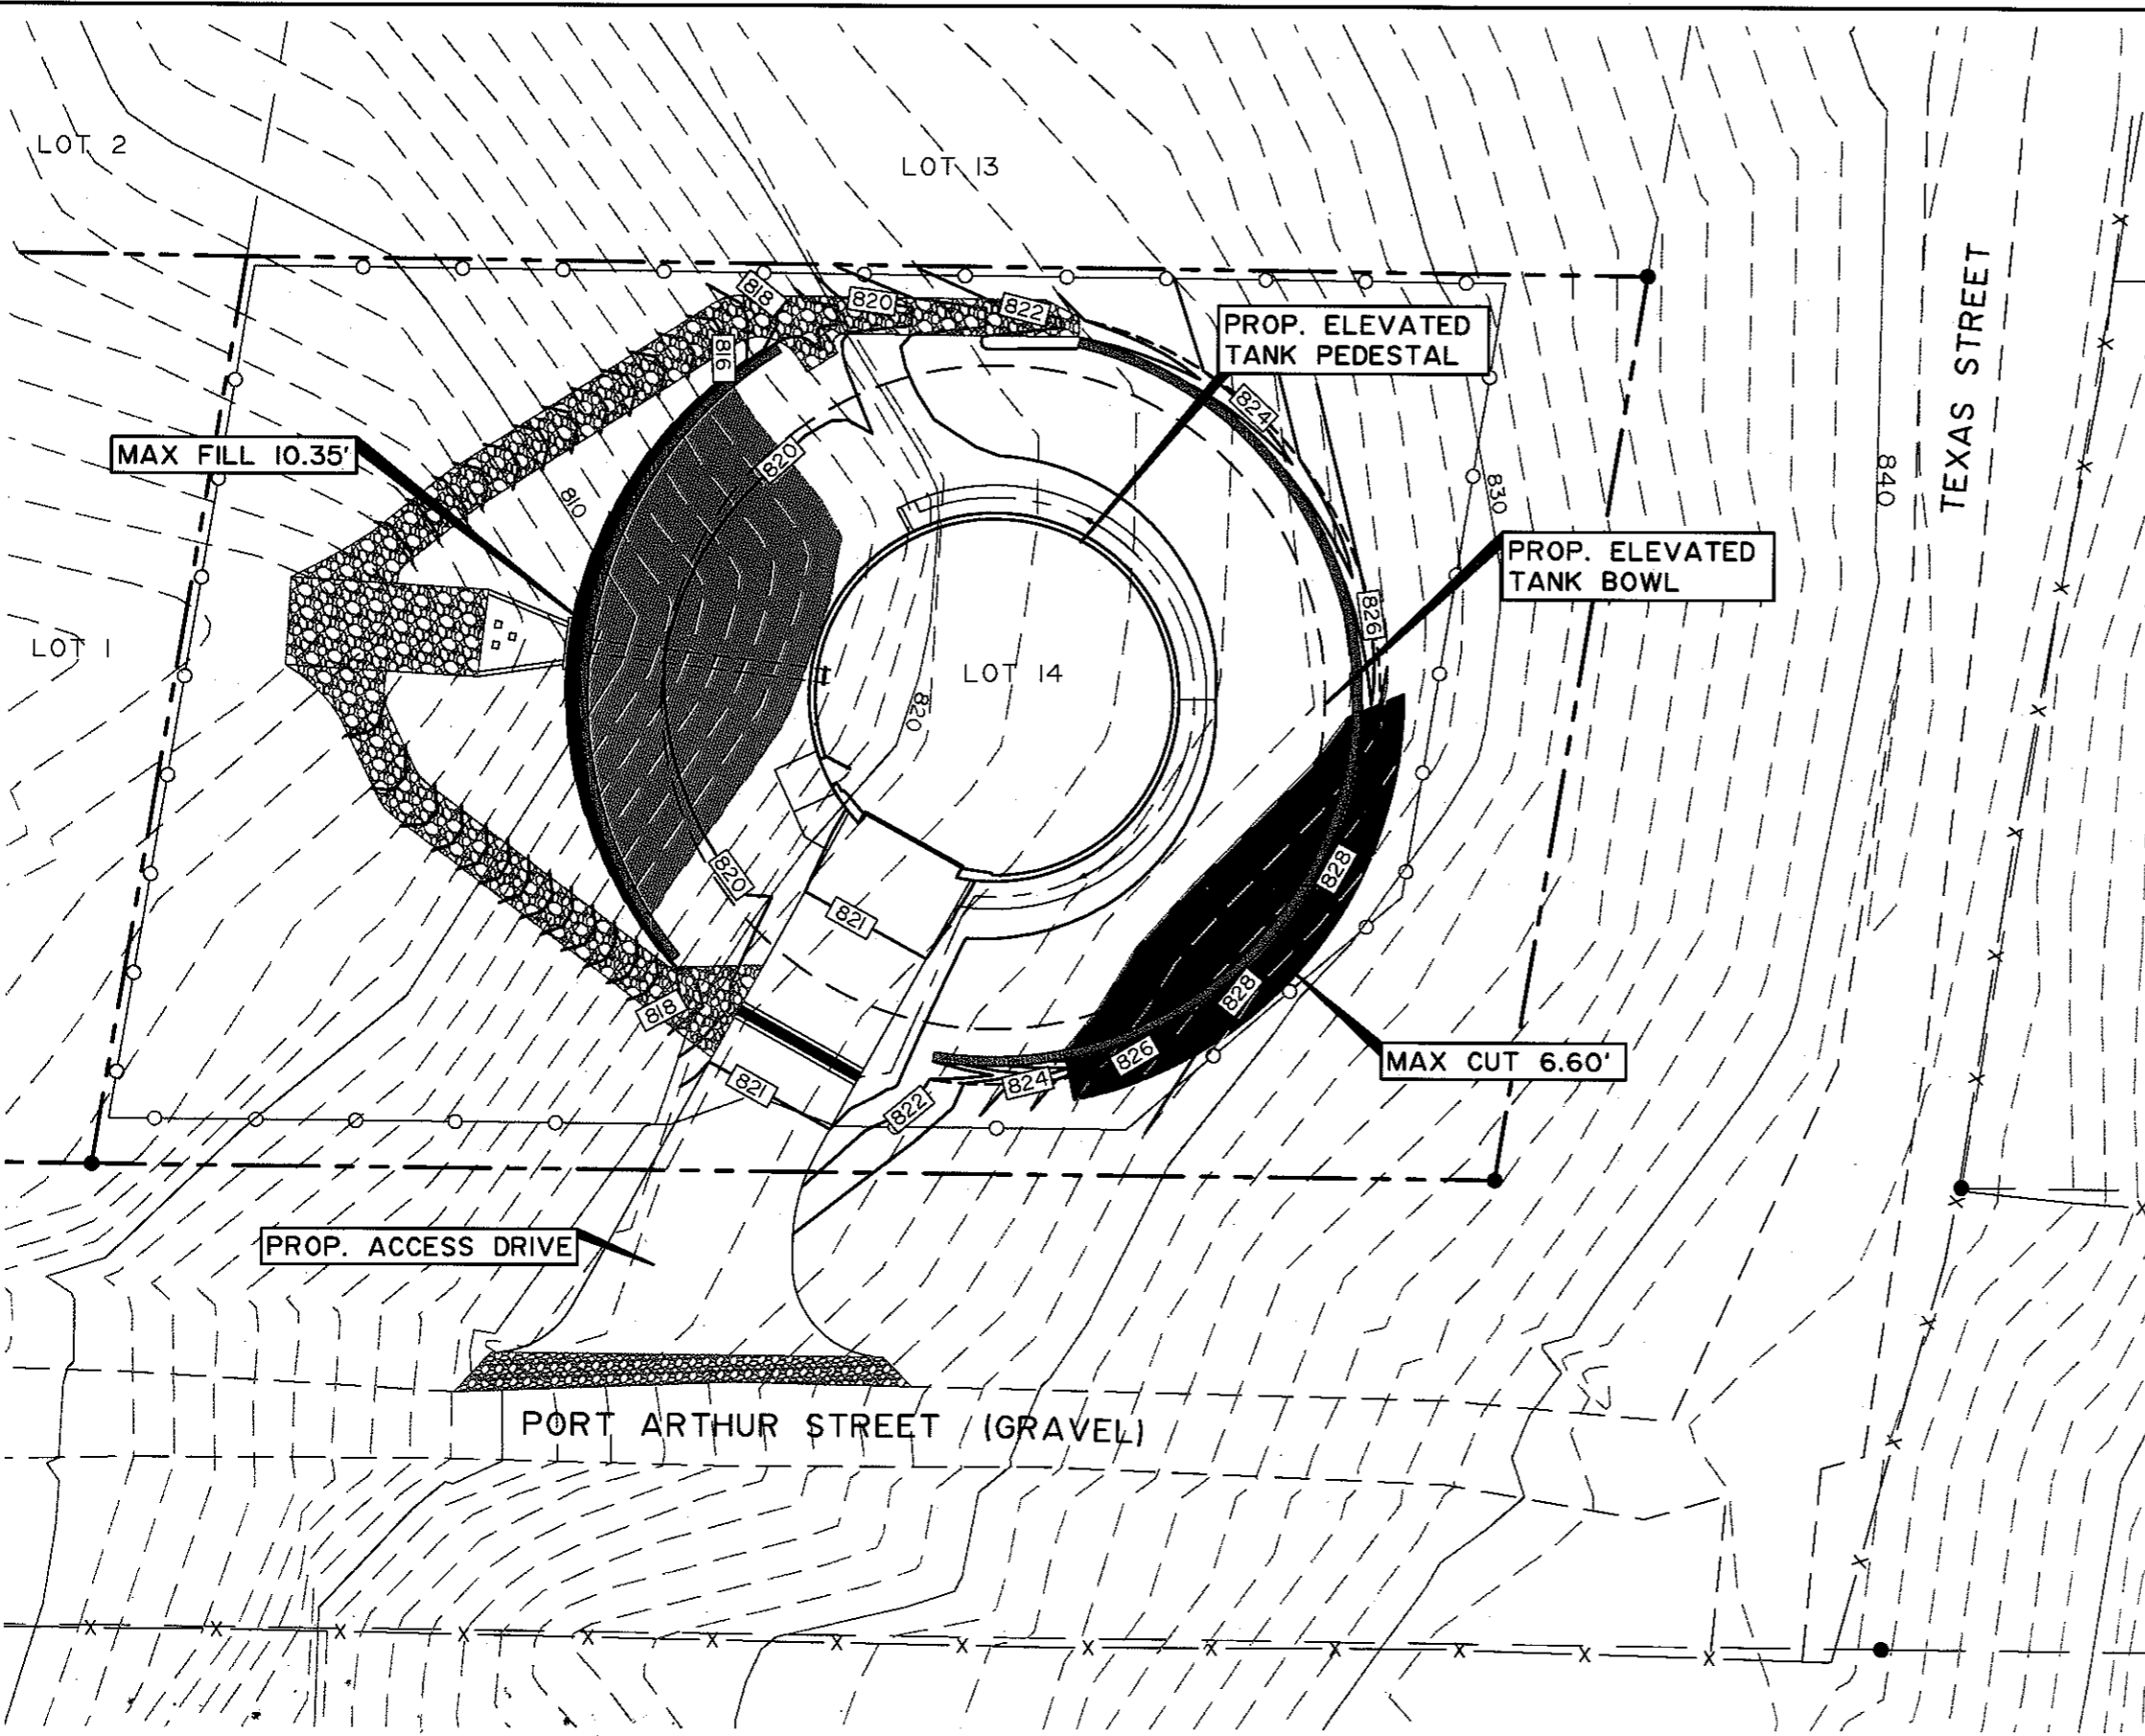 LOT 2
LOT 13
818
820
822
PROP. ELEVATED
TANK PEDESTAL
TEXAS STREET
816
824
MAX FILL 10.35'
820
810
830
840
PROP. ELEVATED
TANK BOWL
826
LOT 1
LOT 14
820
820
828
821
828
818
826
MAX CUT 6.60'
821
824
822
PROP. ACCESS DRIVE
PORT ARTHUR STREET (GRAVEL)